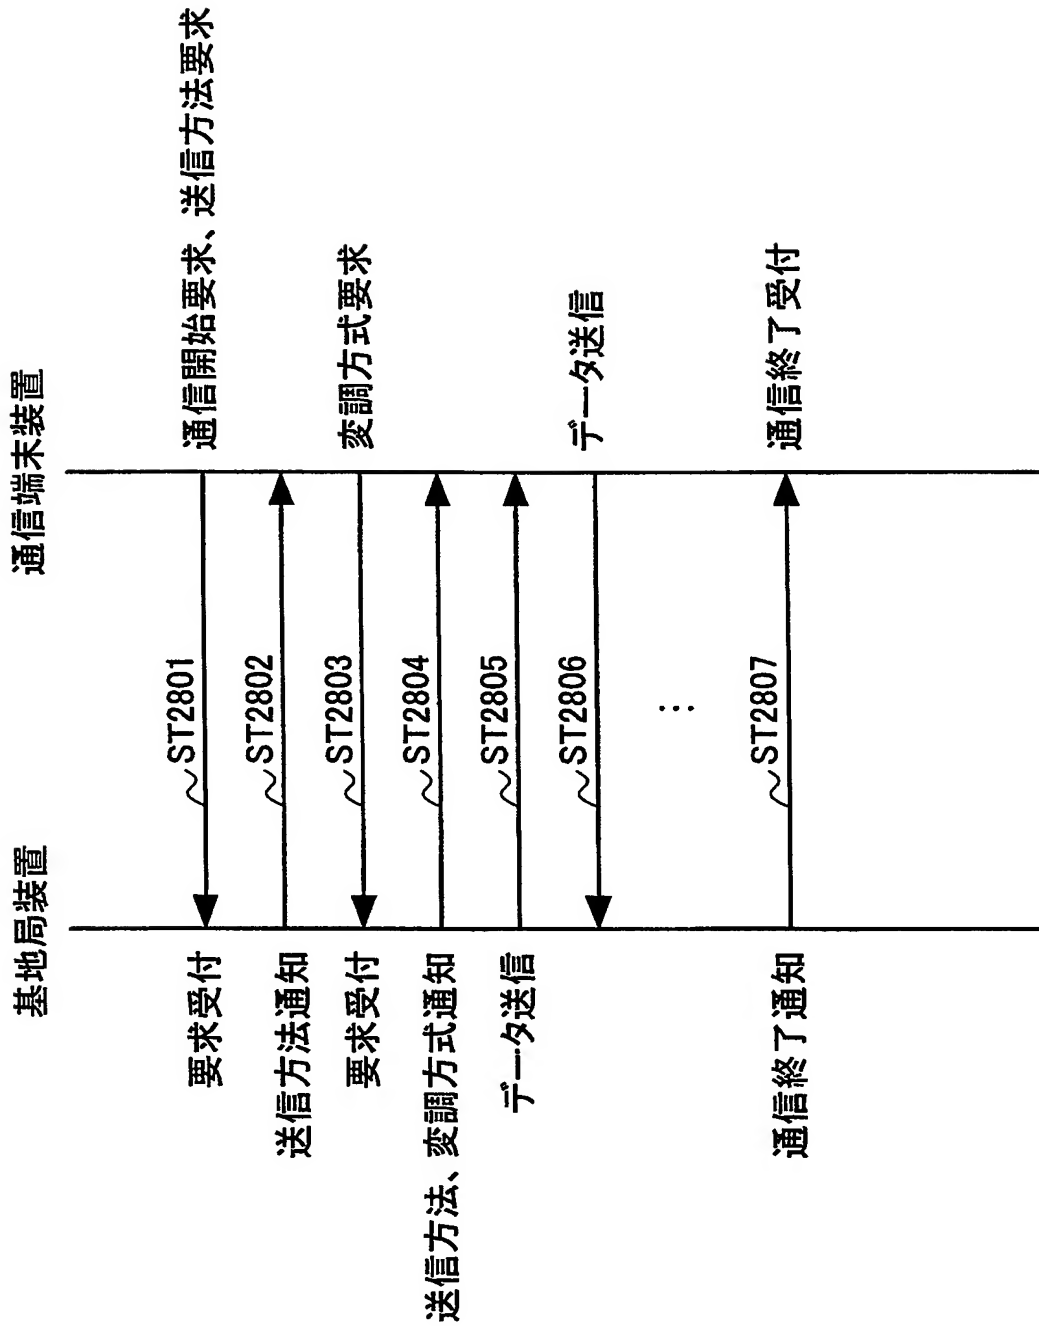 基地局装置
通信端末装置
要求受付
ST2801
通信開始要求、送信方法要求
送信方法通知
ST2802
要求受付
ST2803
変調方式要求
送信方法、変調方式通知
ST2804
データ送信
ST2805
ST2806
データ送信
…
通信終了通知
ST2807
通信終了受付